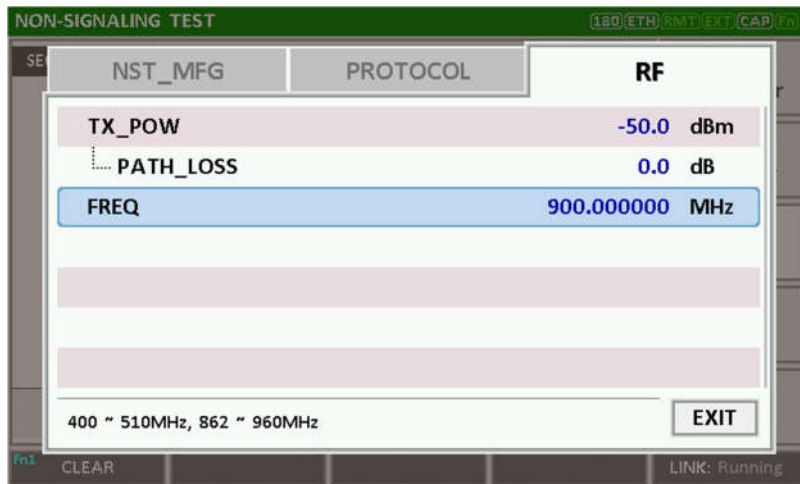 NON-SIGNALING TEST 180 ETH RMT EXT CAP Fn
NST_MFG PROTOCOL RF
TX_POW -50.0 dBm
PATH_LOSS 0.0 dB
FREQ 900.000000 MHz
400 ~ 510MHz, 862 ~ 960MHz EXIT
Fn1 CLEAR LINK: Running